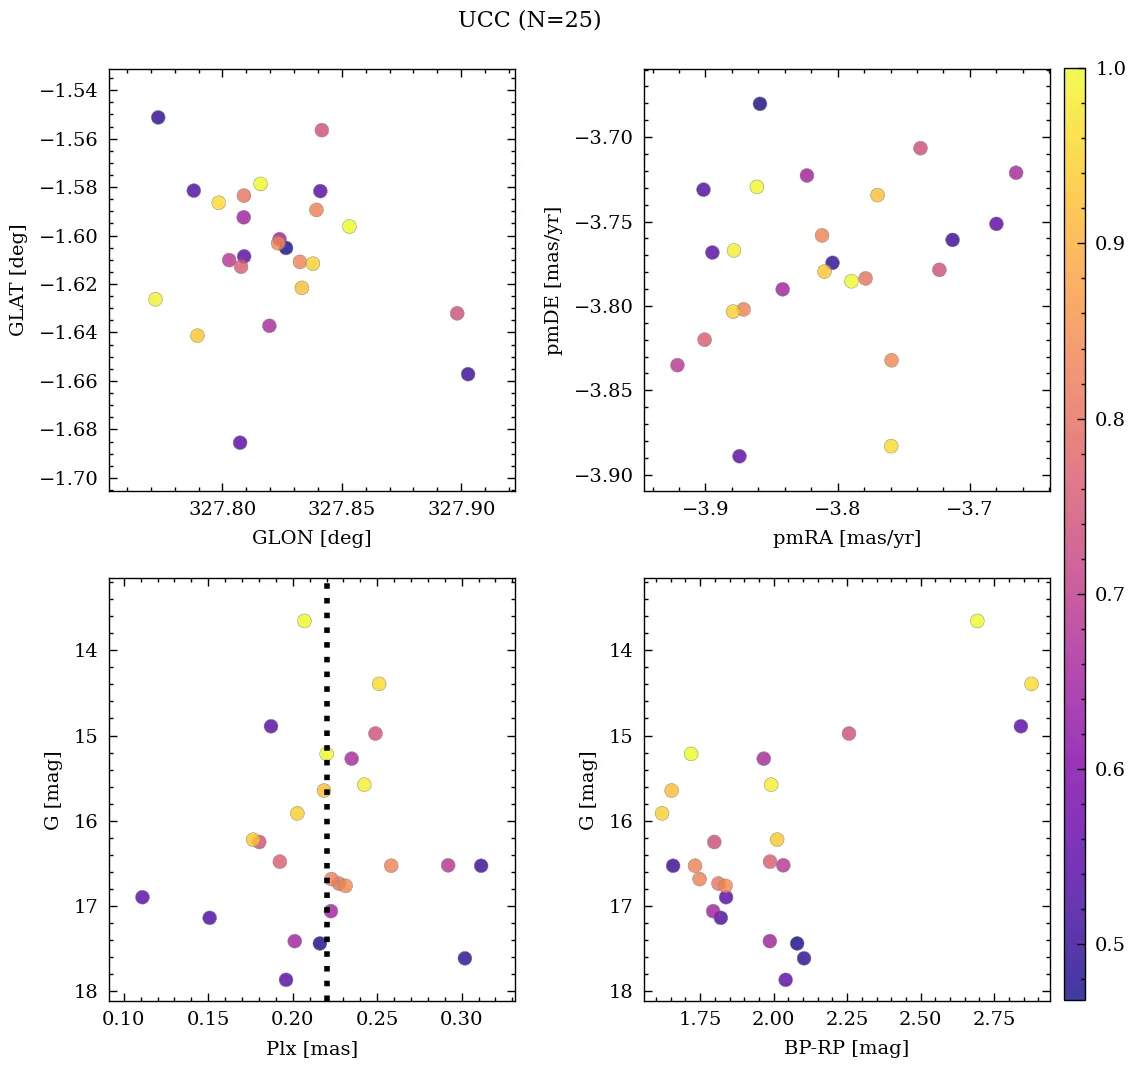 UCC (N=25)
−1.54
−1.56
−1.58
−1.60
−1.62
−1.64
−1.66
−1.68
−1.70
GLAT [deg]
327.80 327.85 327.90
GLON [deg]
−3.70
−3.75
−3.80
−3.85
−3.90
pmDE [mas/yr]
−3.9 −3.8 −3.7
pmRA [mas/yr]
14
15
16
17
18
G [mag]
0.10 0.15 0.20 0.25 0.30
Plx [mas]
14
15
16
17
18
G [mag]
1.75 2.00 2.25 2.50 2.75
BP-RP [mag]
1.0
0.9
0.8
0.7
0.6
0.5